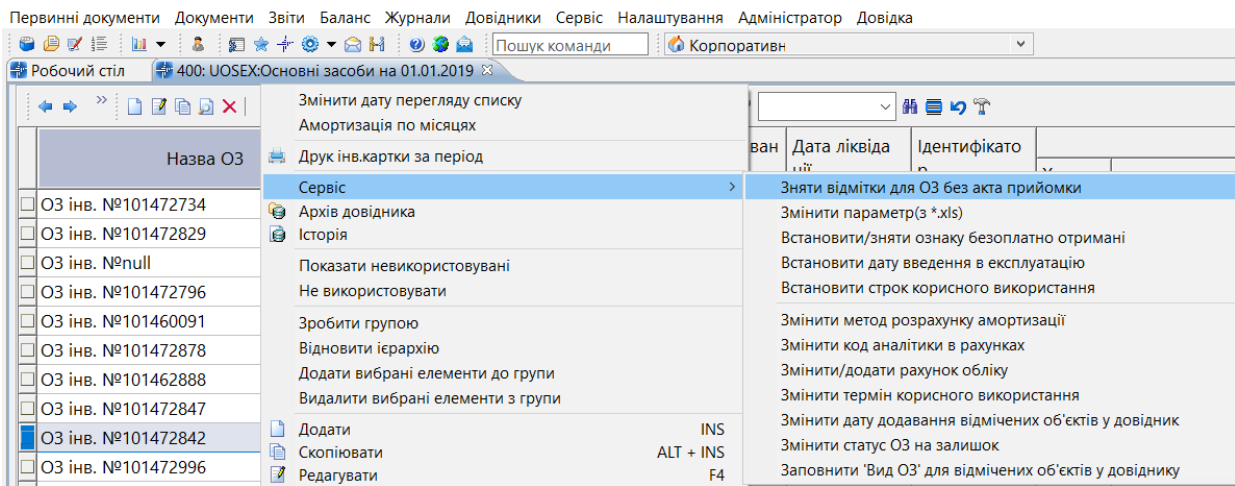 Первинні документи Документи Звіти Баланс Журнали Довідники Сервіс Налаштування Адміністратор Довідка
Пошук команди Корпоративн
Робочий стіл 400: UOSEX:Основні засоби на 01.01.2019
Назва ОЗ
ван Дата ліквіда Ідентифікато
ОЗ інв. №101472734
ОЗ інв. №101472829
ОЗ інв. №null
ОЗ інв. №101472796
ОЗ інв. №101460091
ОЗ інв. №101472878
ОЗ інв. №101462888
ОЗ інв. №101472847
ОЗ інв. №101472842
ОЗ інв. №101472996
Змінити дату перегляду списку
Амортизація по місяцях
Друк інв.картки за період
Сервіс
Архів довідника
Історія
Показати невикористовувані
Не використовувати
Зробити групою
Відновити ієрархію
Додати вибрані елементи до групи
Видалити вибрані елементи з групи
Додати INS
Скопіювати ALT + INS
Редагувати F4
Зняти відмітки для ОЗ без акта прийомки
Змінити параметр(з *.xls)
Встановити/зняти ознаку безоплатно отримані
Встановити дату введення в експлуатацію
Встановити строк корисного використання
Змінити метод розрахунку амортизації
Змінити код аналітики в рахунках
Змінити/додати рахунок обліку
Змінити термін корисного використання
Змінити дату додавання відмічених об'єктів у довідник
Змінити статус ОЗ на залишок
Заповнити 'Вид ОЗ' для відмічених об'єктів у довіднику